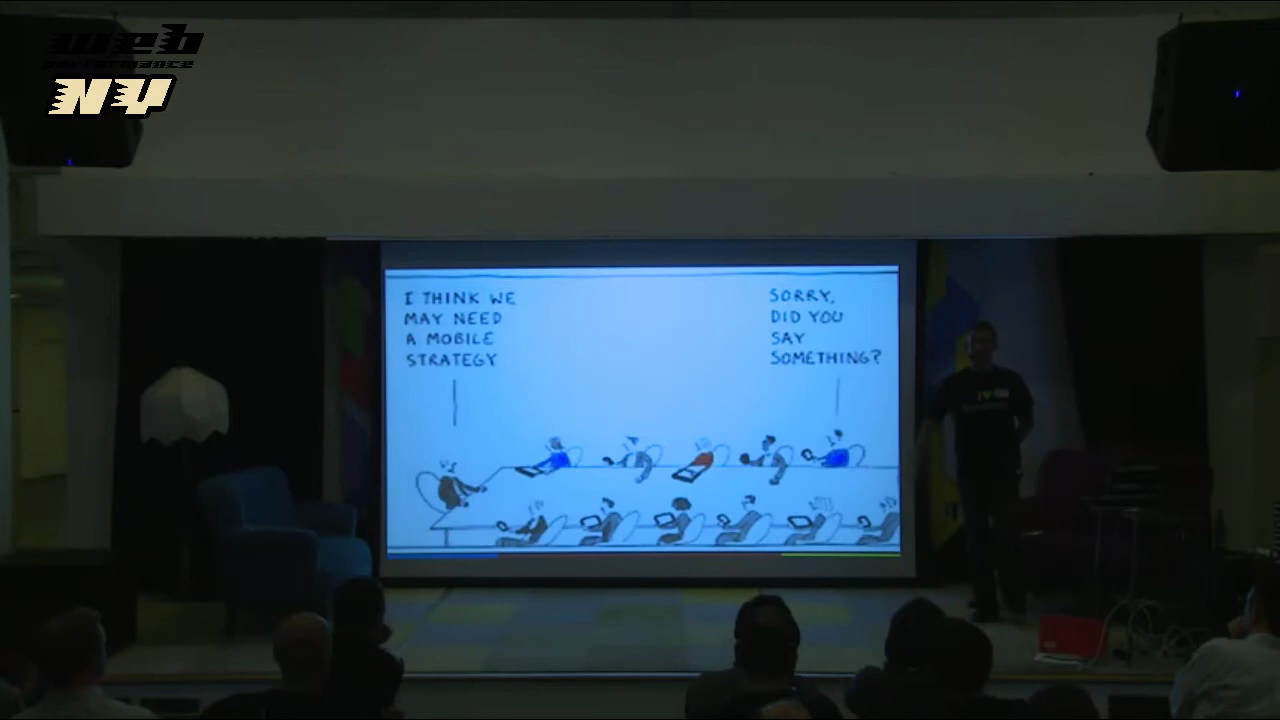 web
performance
NY
I THINK WE
MAY NEED
A MOBILE
STRATEGY
SORRY,
DID YOU
SAY
SOMETHING?